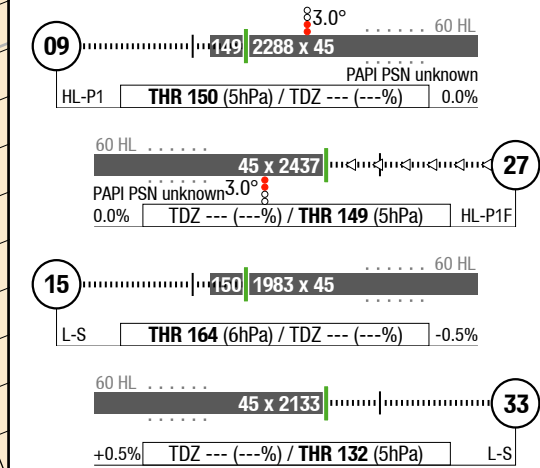 3.0° 60 HL
09 149 2288 x 45
PAPI PSN unknown
HL-P1 THR 150 (5hPa) / TDZ --- (---%) 0.0%
60 HL
45 x 2437 27
PAPI PSN unknown 3.0°
0.0% TDZ --- (---%) / THR 149 (5hPa) HL-P1F
60 HL
15 150 1983 x 45
L-S THR 164 (6hPa) / TDZ --- (---%) -0.5%
60 HL
45 x 2133 33
+0.5% TDZ --- (---%) / THR 132 (5hPa) L-S